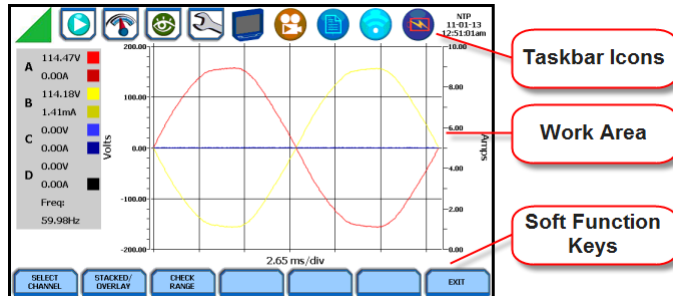 NTP
11-01-13
12:51:01am
Taskbar Icons
A 114.47V
0.00A
B 114.18V
1.41mA
C 0.00V
0.00A
D 0.00V
0.00A
Freq:
59.98Hz
200.00
100.00
0.00
-100.00
-200.00
Volts
10.00
8.00
6.00
4.00
2.00
0.00
Amps
2.65 ms/div
Work Area
Soft Function
Keys
SELECT
CHANNEL
STACKED/
OVERLAY
CHECK
RANGE
EXIT